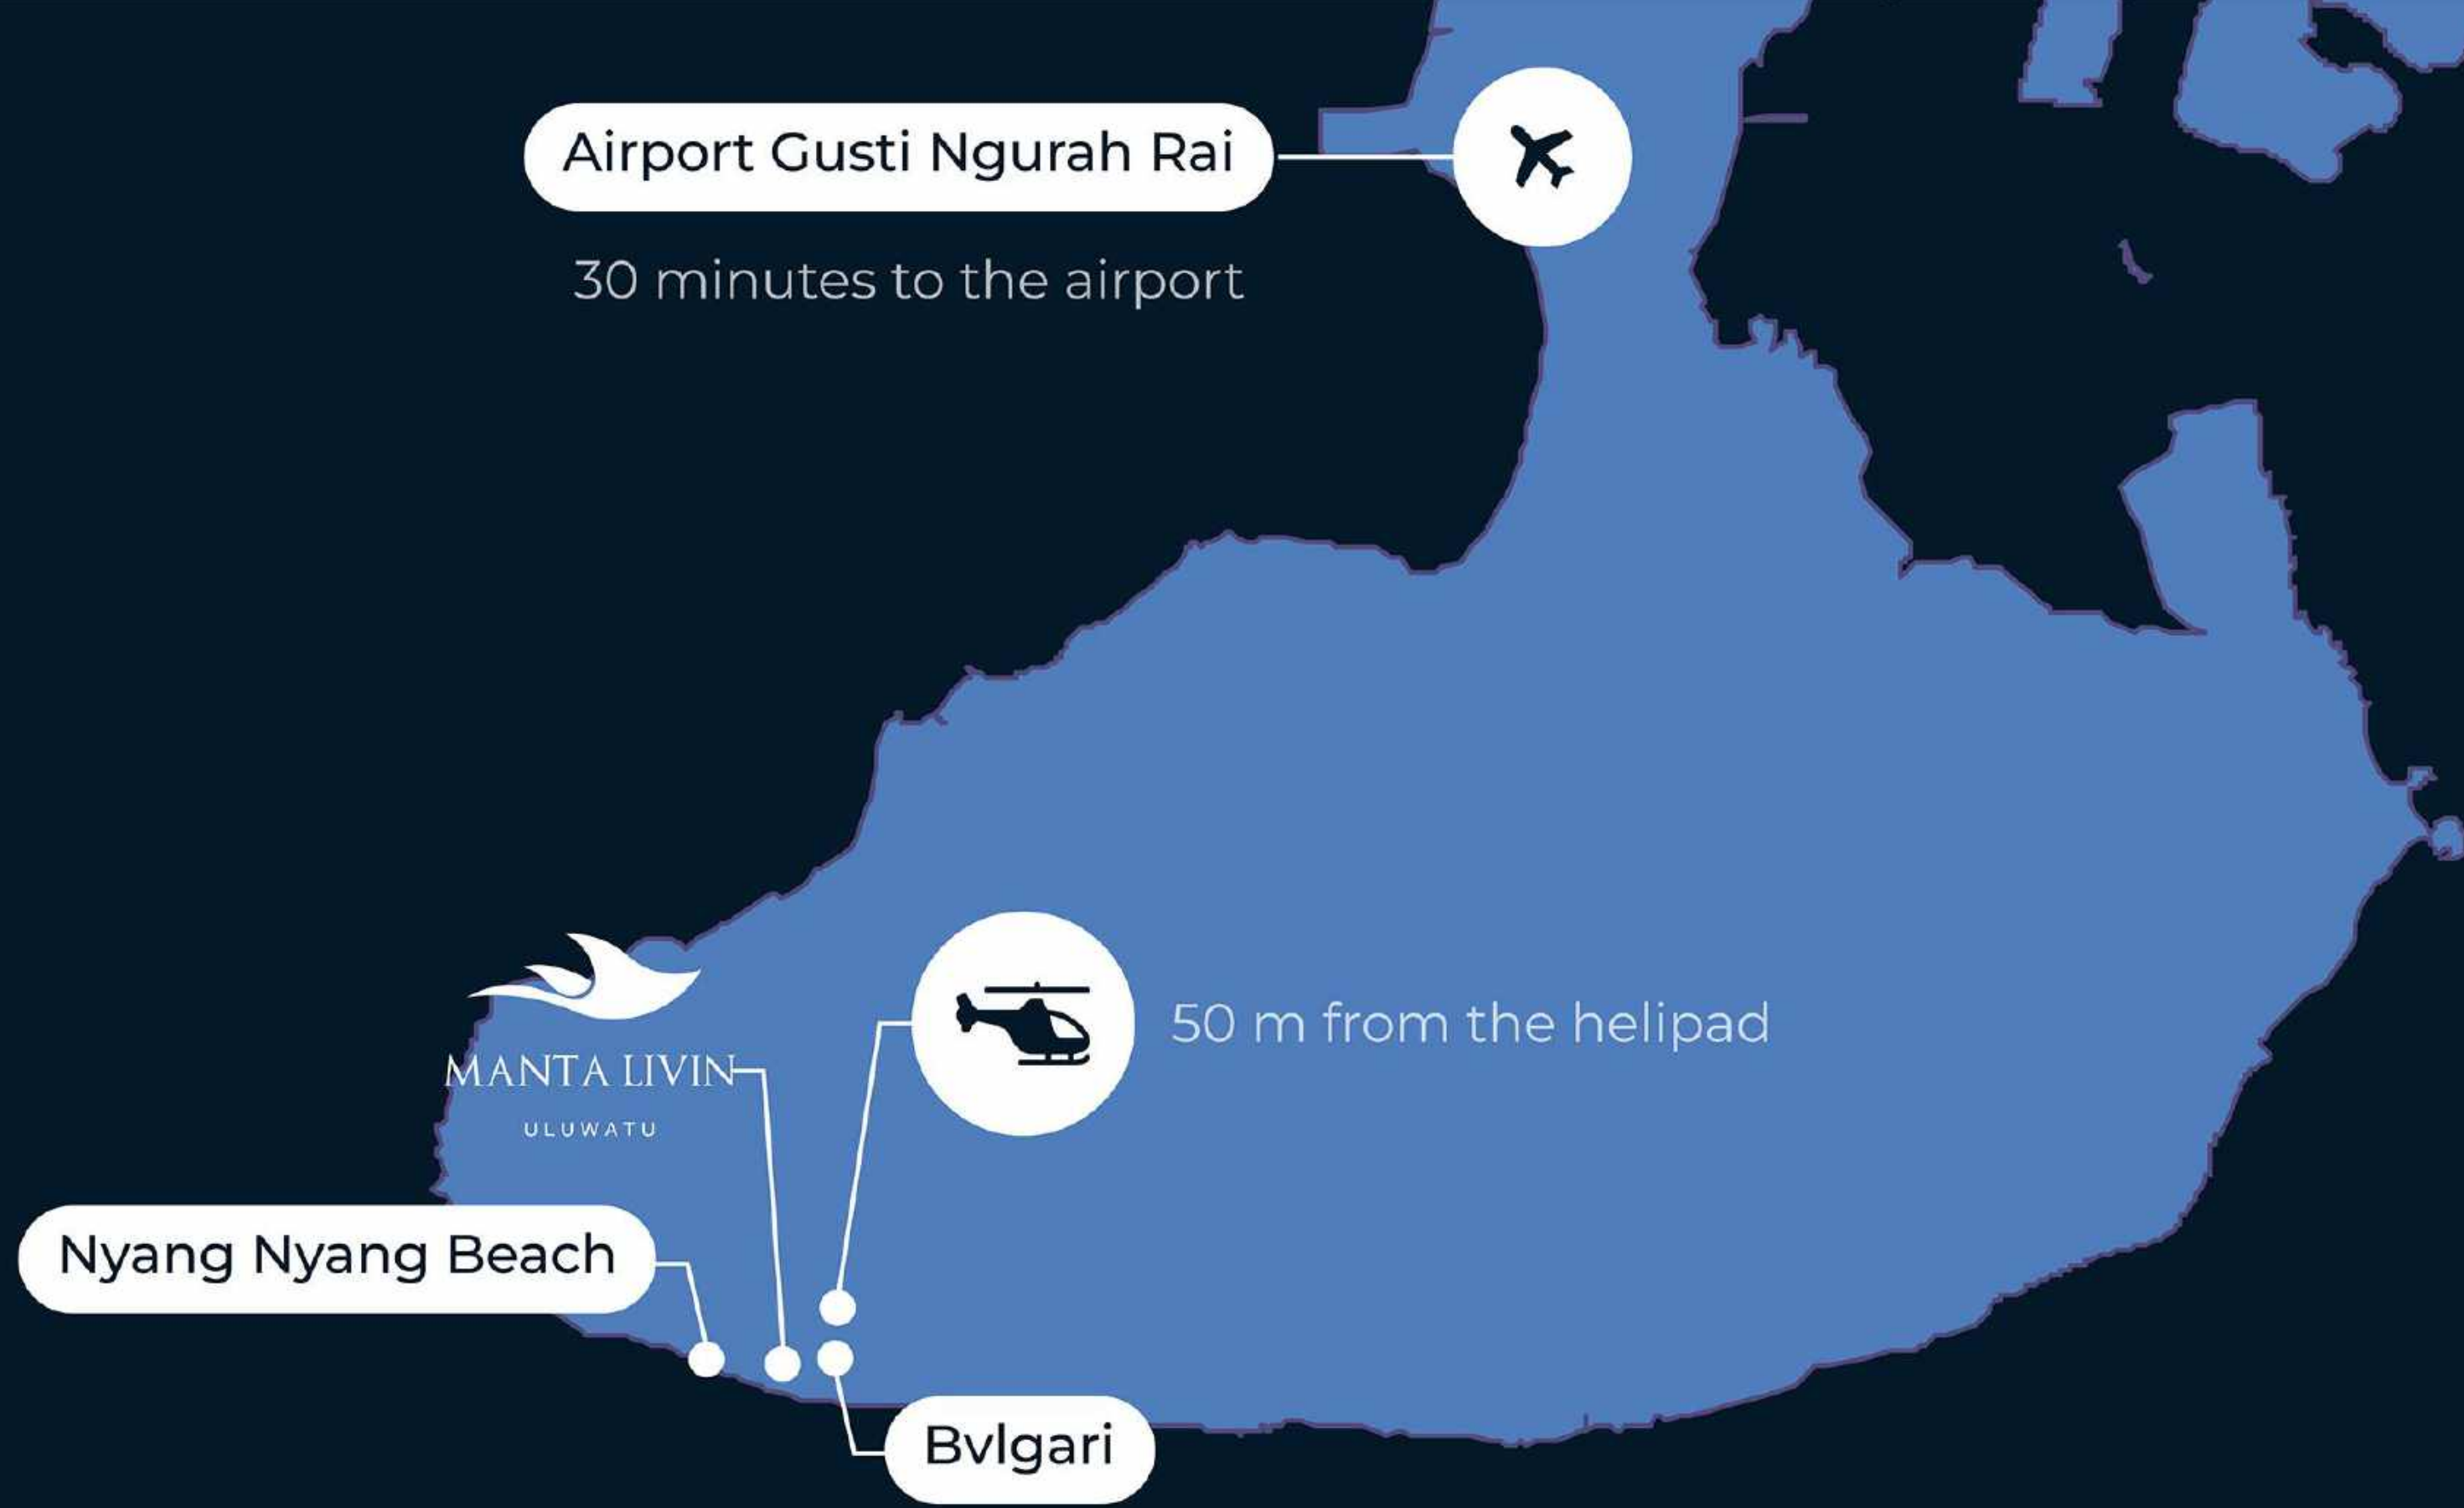 Airport Gusti Ngurah Rai
30 minutes to the airport
50 m from the helipad
MANTA LIVIN
ULUWATU
Nyang Nyang Beach
Bvlgari